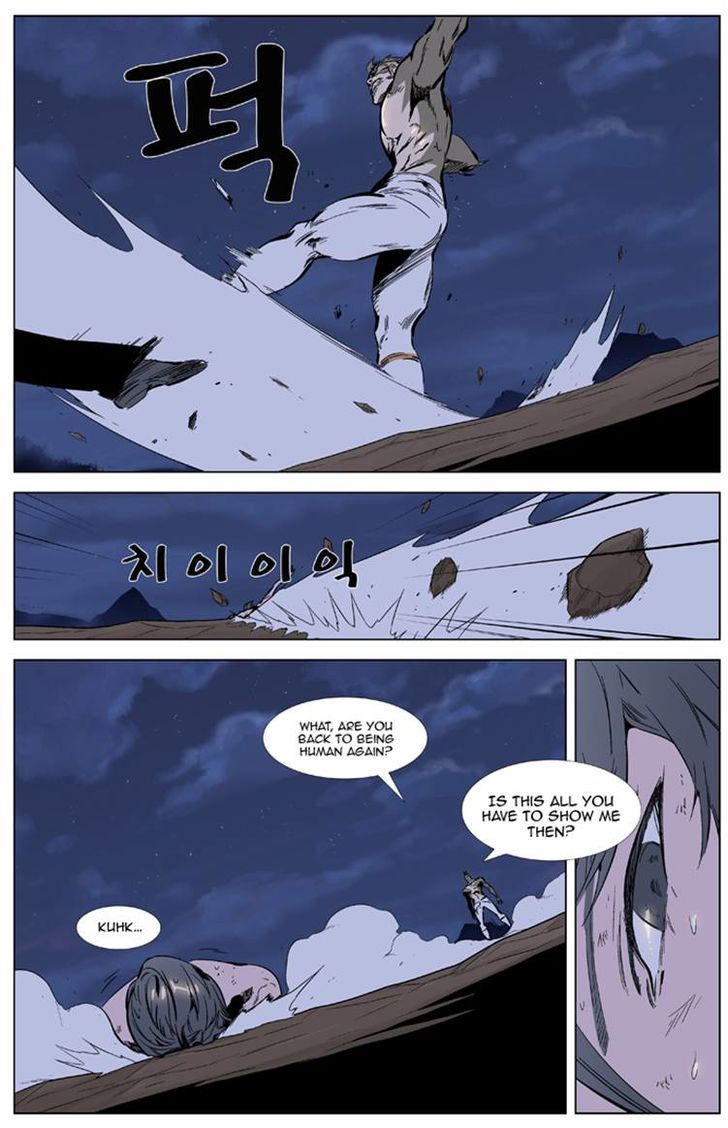 퍽
치이이익
WHAT, ARE YOU
BACK TO BEING
HUMAN AGAIN?
IS THIS ALL YOU
HAVE TO SHOW ME
THEN?
KUHK...